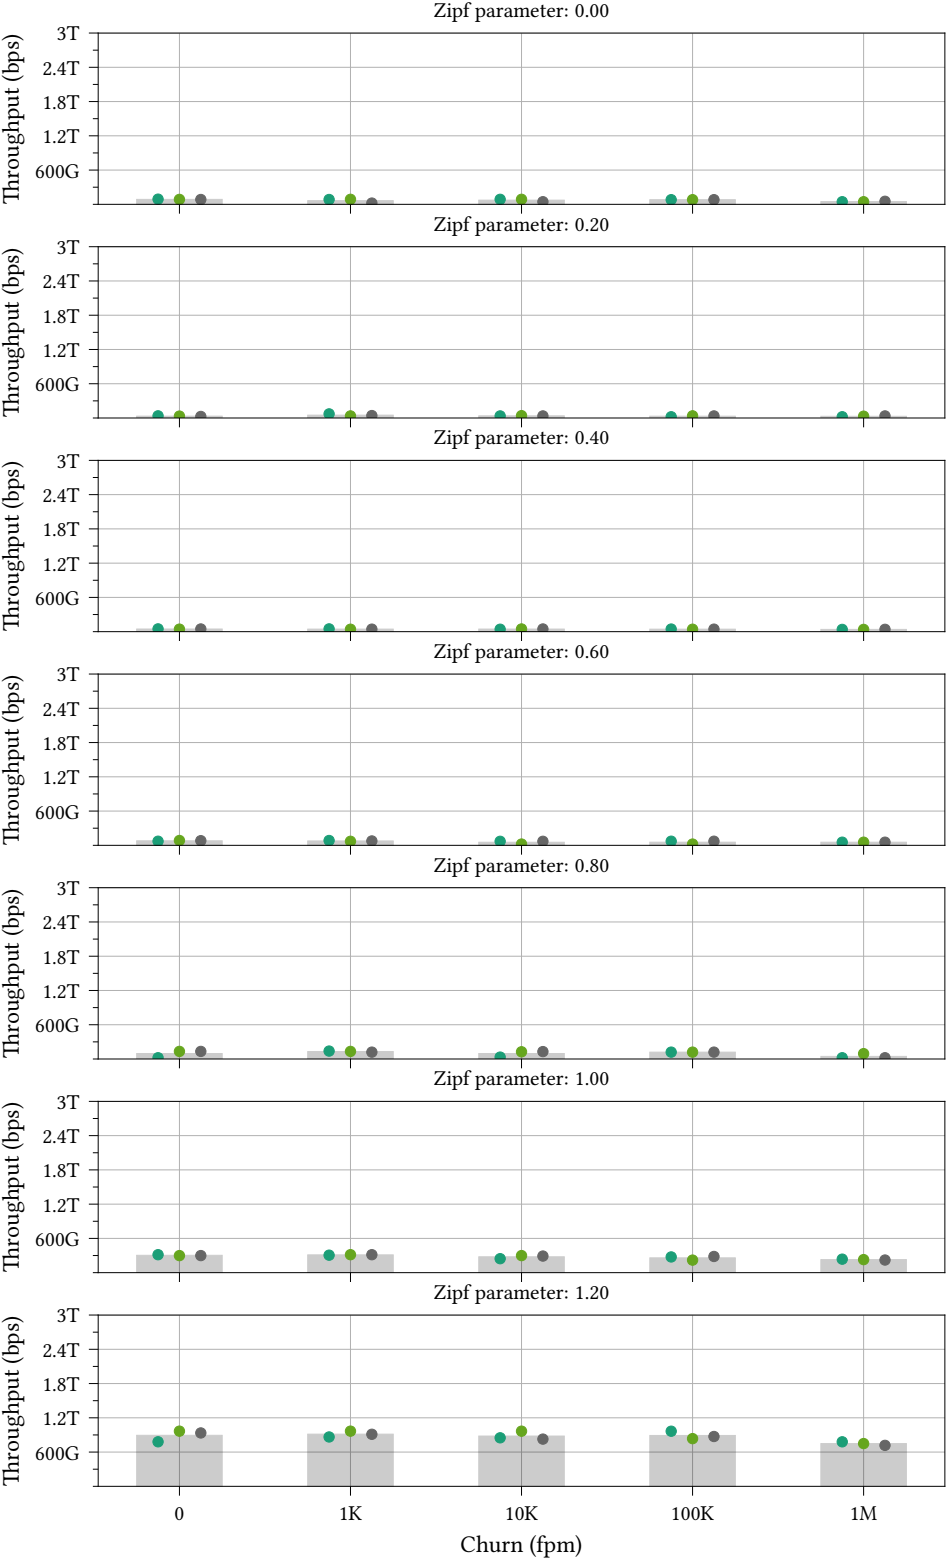 Zipf parameter: 0.00
Throughput (bps)
3T
2.4T
1.8T
1.2T
600G
Zipf parameter: 0.20
Throughput (bps)
3T
2.4T
1.8T
1.2T
600G
Zipf parameter: 0.40
Throughput (bps)
3T
2.4T
1.8T
1.2T
600G
Zipf parameter: 0.60
Throughput (bps)
3T
2.4T
1.8T
1.2T
600G
Zipf parameter: 0.80
Throughput (bps)
3T
2.4T
1.8T
1.2T
600G
Zipf parameter: 1.00
Throughput (bps)
3T
2.4T
1.8T
1.2T
600G
Zipf parameter: 1.20
Throughput (bps)
3T
2.4T
1.8T
1.2T
600G
0 1K 10K 100K 1M
Churn (fpm)